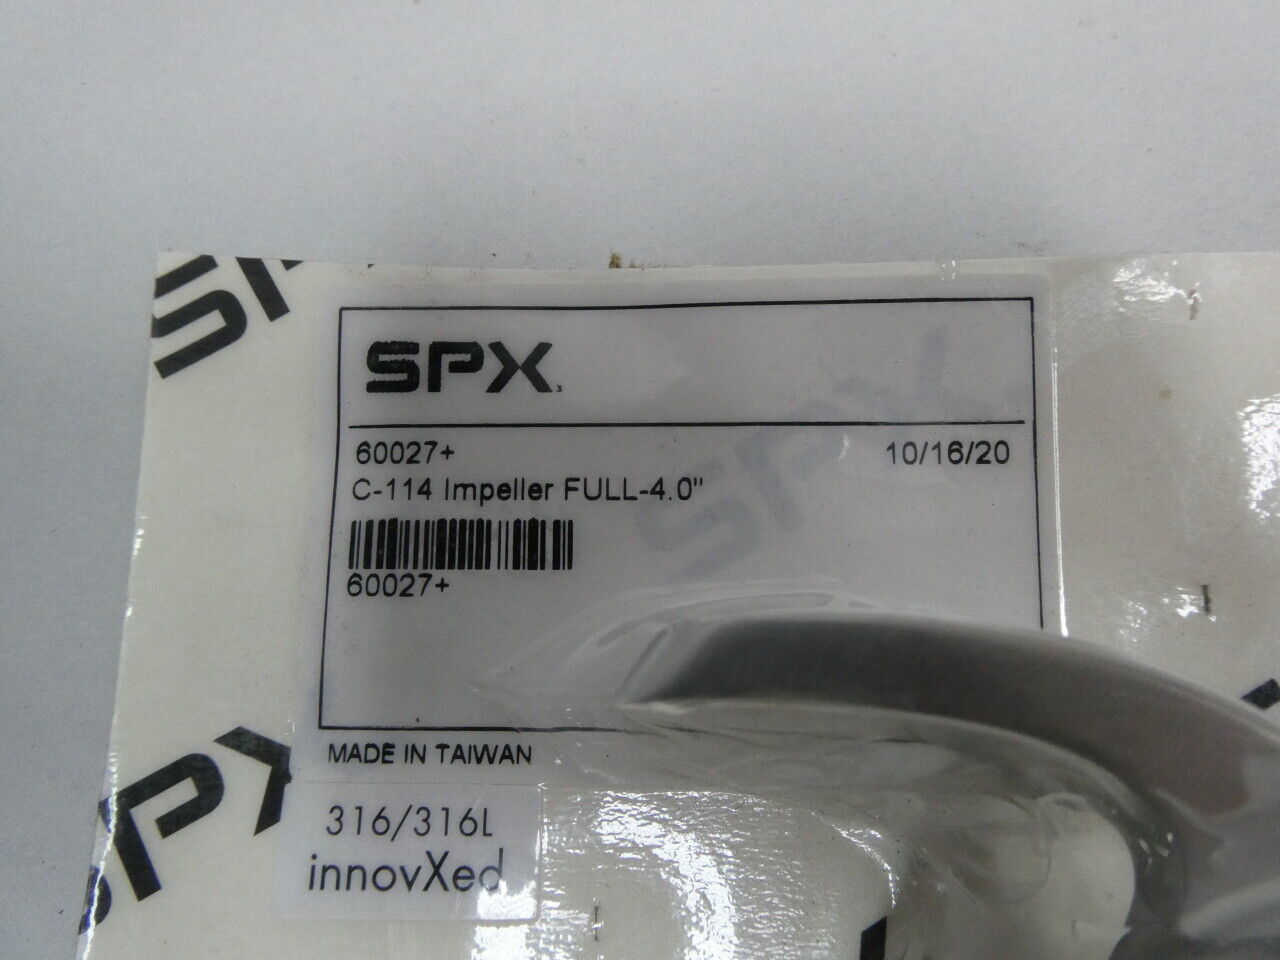 SPX
SPX
60027+ 10/16/20
C-114 Impeller FULL-4.0"
60027+
SPX
MADE IN TAIWAN
316/316L
innovXed
SPX